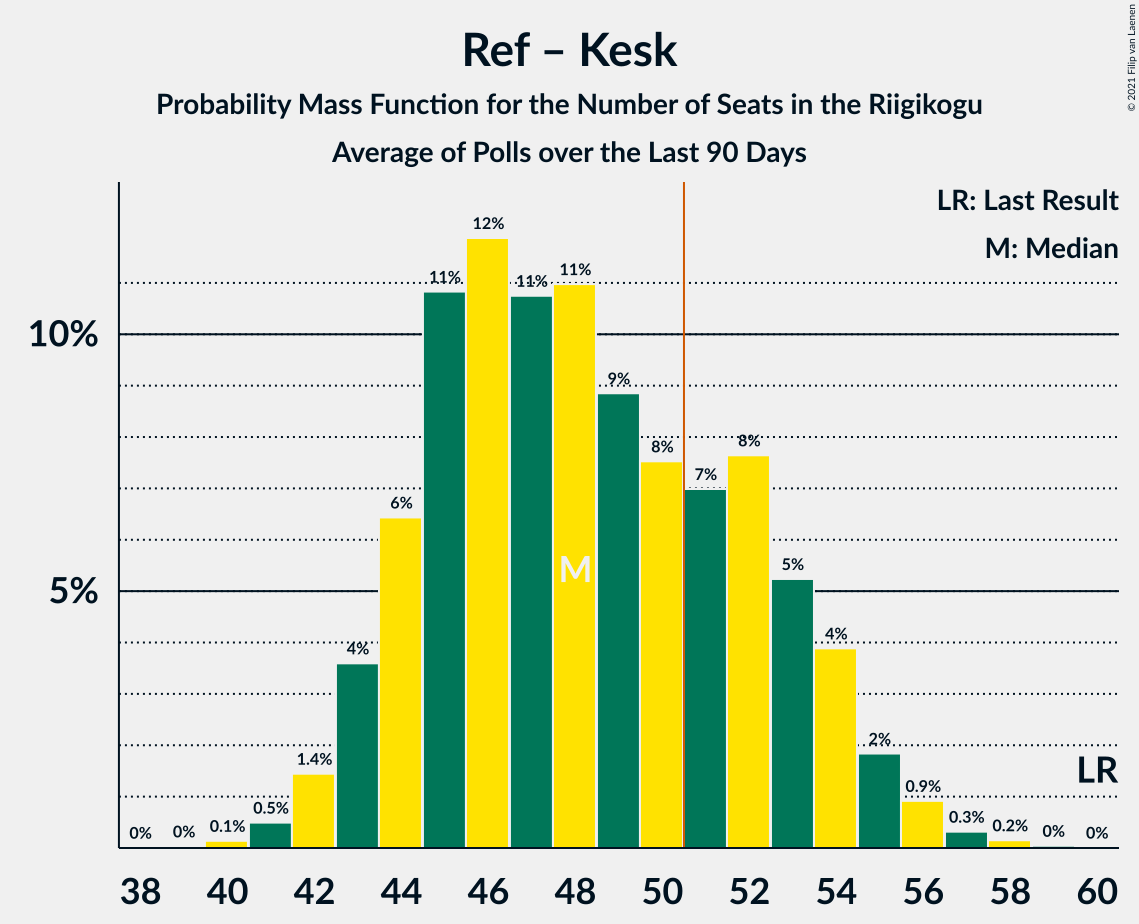 Ref – Kesk
Probability Mass Function for the Number of Seats in the Riigikogu
Average of Polls over the Last 90 Days
© 2021 Filip van Laenen
LR: Last Result
M: Median
10%
5%
0%
0%
0.1%
0.5%
1.4%
4%
6%
11%
12%
11%
11%
9%
8%
7%
8%
5%
4%
2%
0.9%
0.3%
0.2%
0%
0%
M
LR
38 40 42 44 46 48 50 52 54 56 58 60